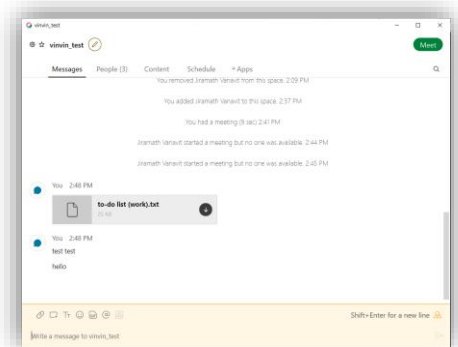 vinvin_test
vinvin_test
Meet
Messages People (3) Content Schedule + Apps
You removed Jiramath Vanavit from this space. 2:09 PM
You added Jiramath Vanavit to this space. 2:37 PM
You had a meeting (9 sec) 2:41 PM
Jiramath Vanavit started a meeting but no one was available. 2:44 PM
Jiramath Vanavit started a meeting but no one was available. 2:45 PM
You 2:48 PM
to-do list (work).txt
You 2:48 PM
test test
hello
Shift+Enter for a new line
Write a message to vinvin_test